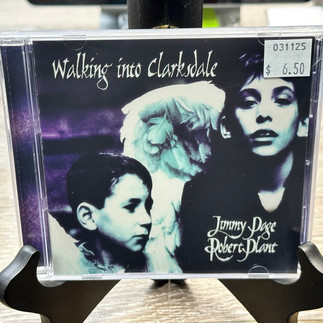 Walking into Clarksdale
031125
$ 6.50
Jimmy Page
Robert Plant